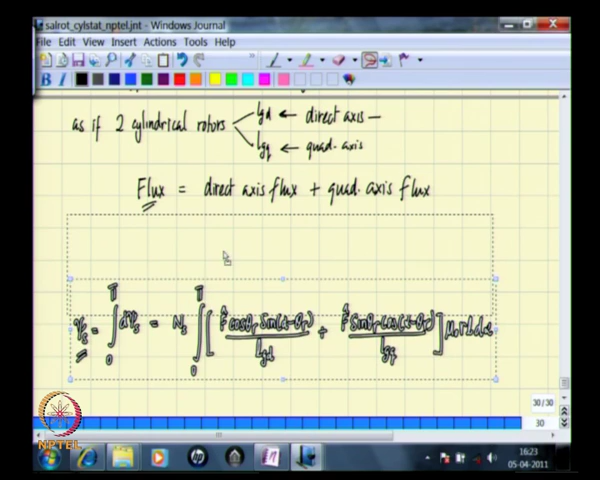 salrot_cylstat_nptel.jnt - Windows Journal
File Edit View Insert Actions Tools Help
B I
as if 2 cylindrical rotors lgd ← direct axis
lgq ← quad. axis
Flux = direct axis flux + quad. axis flux
ψs = ∫₀^π dψs = Ns ∫₀^π [ F̂ cosθr sin(α-θr) / lgd + F̂ sinθr cos(α-θr) / lgq ] μ0 r L dα
30/30
30
NPTEL
16:23
05-04-2011